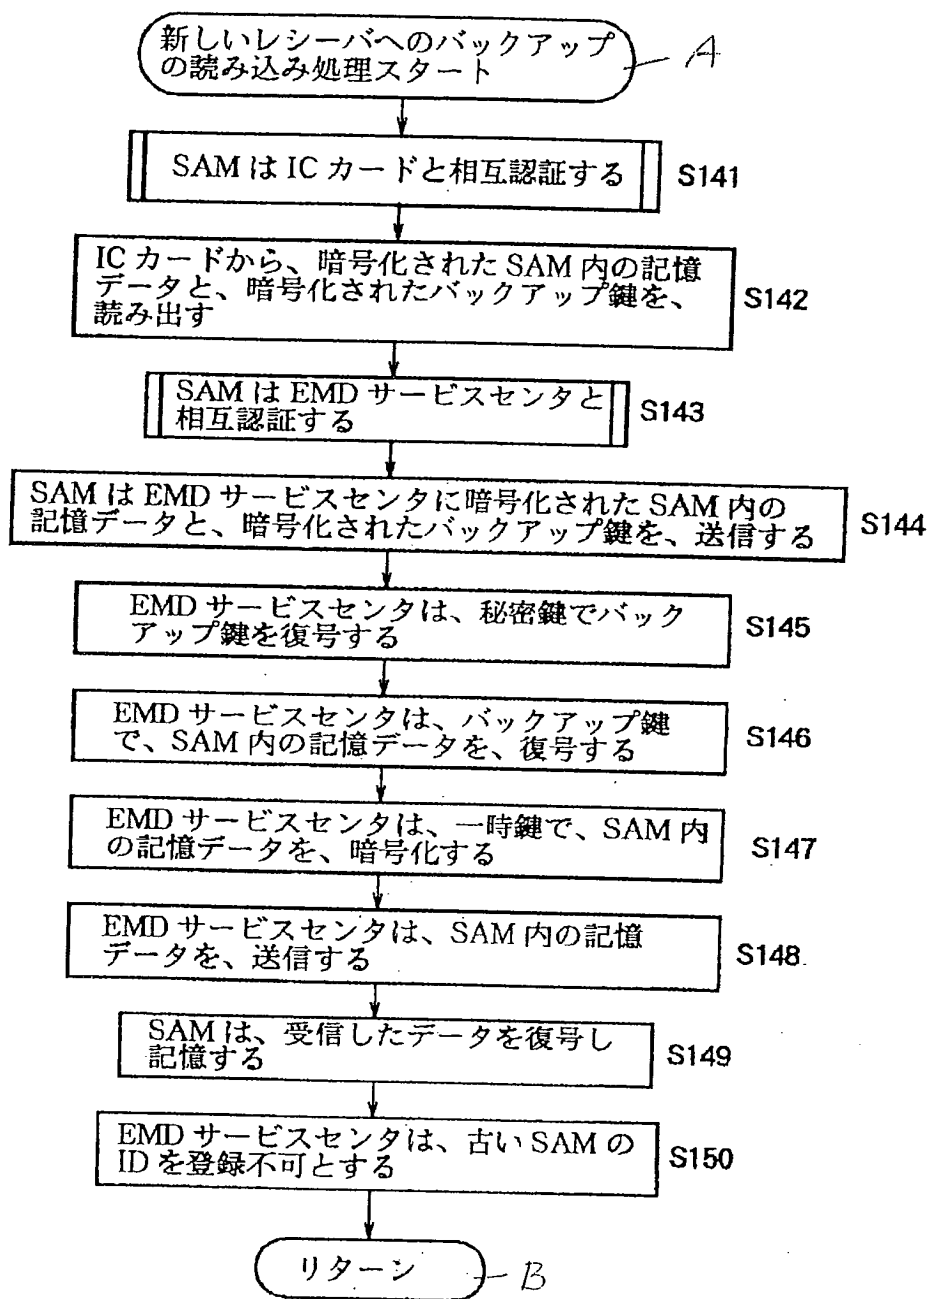 新しいレシーバへのバックアップ
の読み込み処理スタート
A
SAMはICカードと相互認証する
S141
ICカードから、暗号化されたSAM内の記憶
データと、暗号化されたバックアップ鍵を、
読み出す
S142
SAMはEMDサービスセンタと
相互認証する
S143
SAMはEMDサービスセンタに暗号化されたSAM内の
記憶データと、暗号化されたバックアップ鍵を、送信する
S144
EMDサービスセンタは、秘密鍵でバック
アップ鍵を復号する
S145
EMDサービスセンタは、バックアップ鍵
で、SAM内の記憶データを、復号する
S146
EMDサービスセンタは、一時鍵で、SAM内
の記憶データを、暗号化する
S147
EMDサービスセンタは、SAM内の記憶
データを、送信する
S148
SAMは、受信したデータを復号し
記憶する
S149
EMDサービスセンタは、古いSAMの
IDを登録不可とする
S150
リターン
B